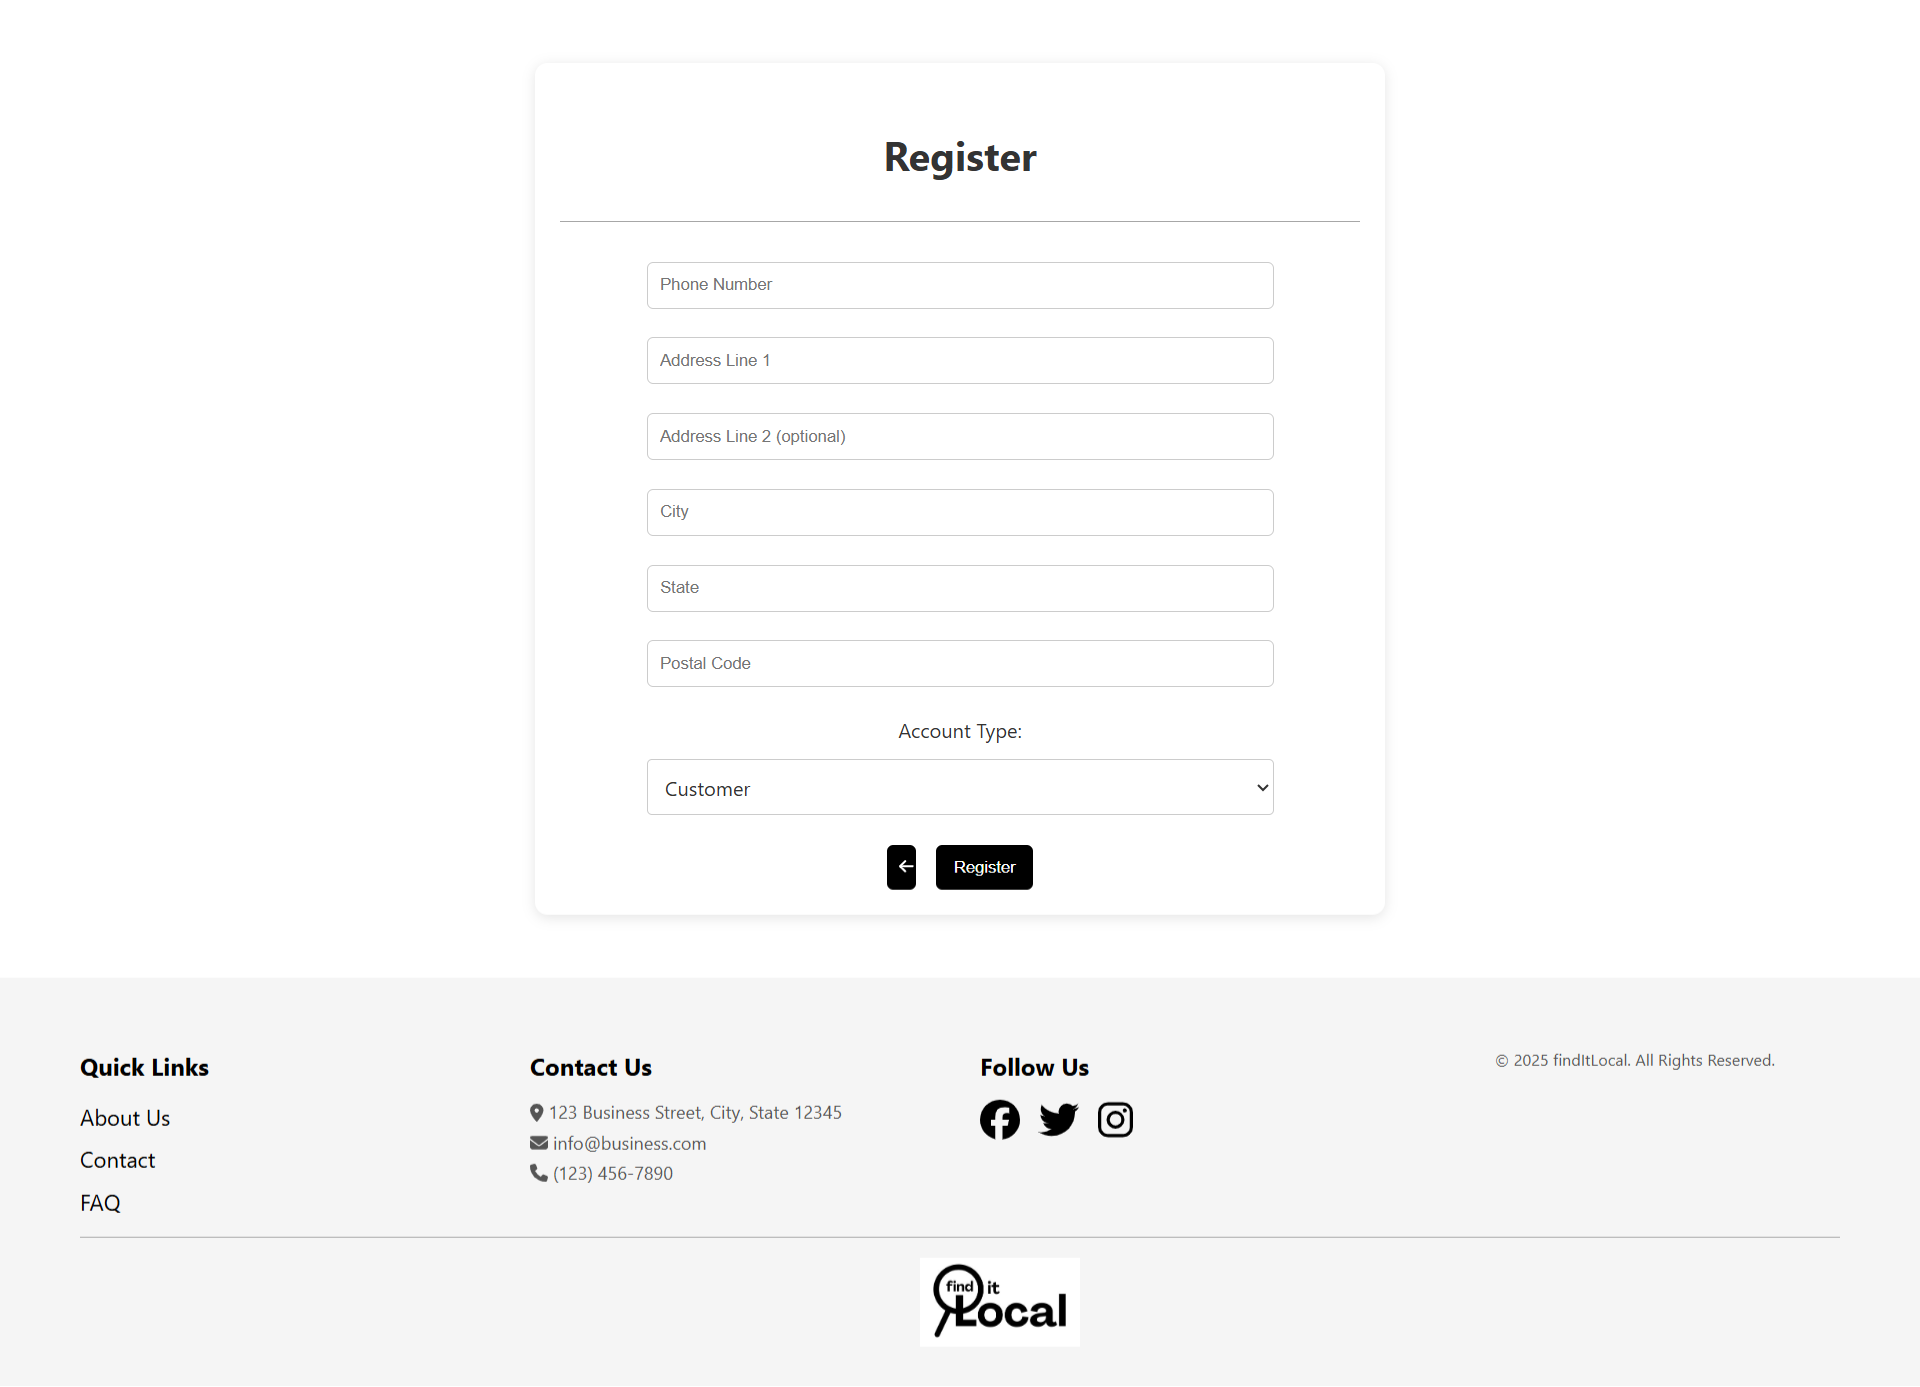 Register
Phone Number
Address Line 1
Address Line 2 (optional)
City
State
Postal Code
Account Type:
Customer
Register
Quick Links
About Us
Contact
FAQ
Contact Us
123 Business Street, City, State 12345
info@business.com
(123) 456-7890
Follow Us
© 2025 findItLocal. All Rights Reserved.
find it
Local